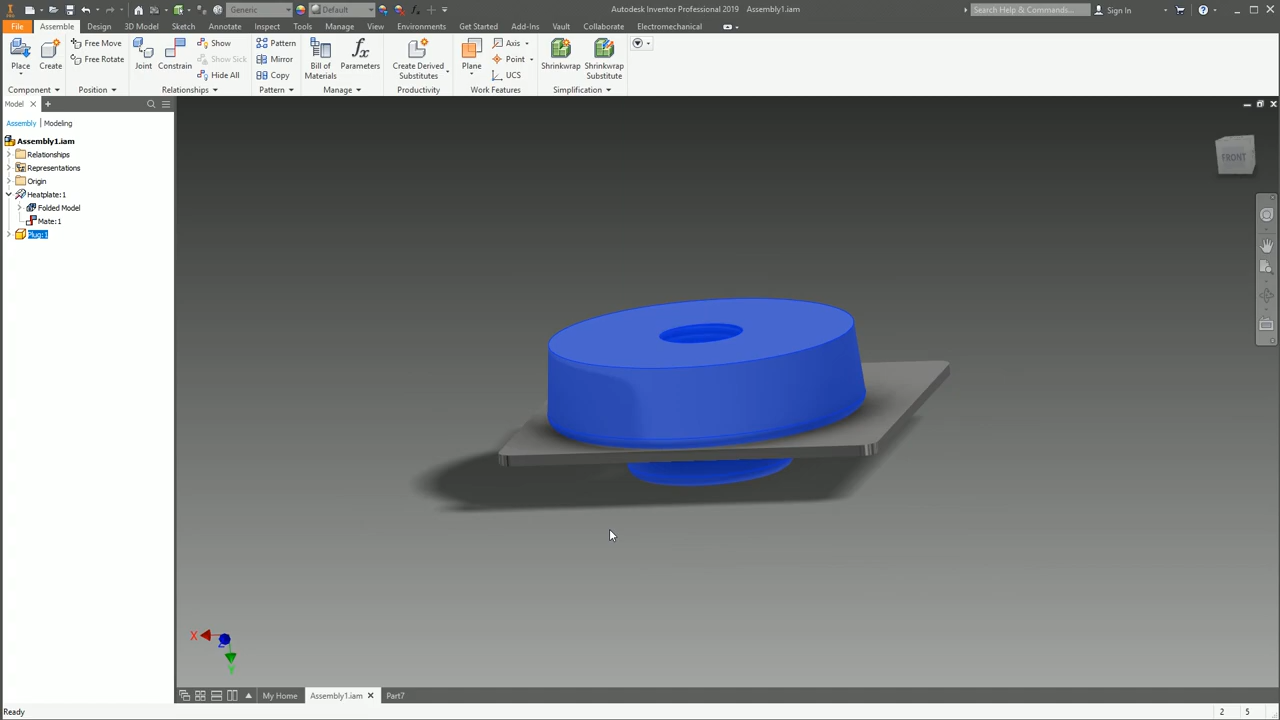 Generic Default Autodesk Inventor Professional 2019 Assembly1.iam Search Help & Commands... Sign In
File Assemble Design 3D Model Sketch Annotate Inspect Tools Manage View Environments Get Started Add-Ins Vault Collaborate Electromechanical
Place Create Free Move Free Rotate Joint Constrain Show Show Sick Hide All Pattern Mirror Copy Bill of Materials Parameters Create Derived Substitutes Plane Axis Point UCS Shrinkwrap Shrinkwrap Substitute
Component Position Relationships Pattern Manage Productivity Work Features Simplification
Model
Assembly Modeling
Assembly1.iam
Relationships
Representations
Origin
Heatplate:1
Folded Model
Mate:1
Plug:1
FRONT
X
Y
My Home Assembly1.iam Part7
Ready 2 5